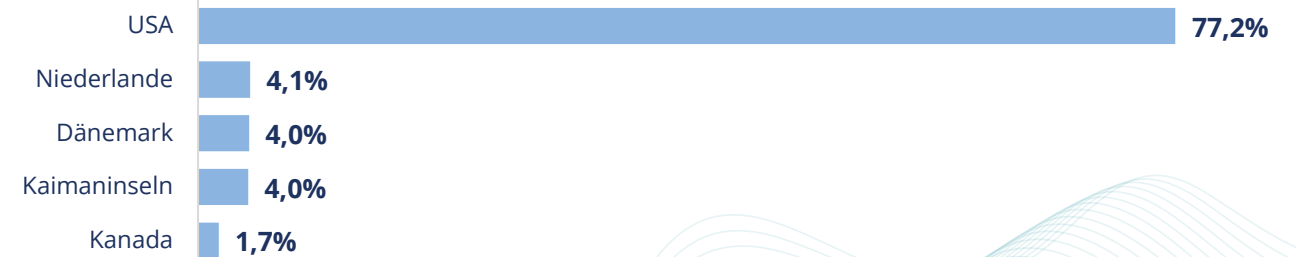 USA 77,2%
Niederlande 4,1%
Dänemark 4,0%
Kaimaninseln 4,0%
Kanada 1,7%